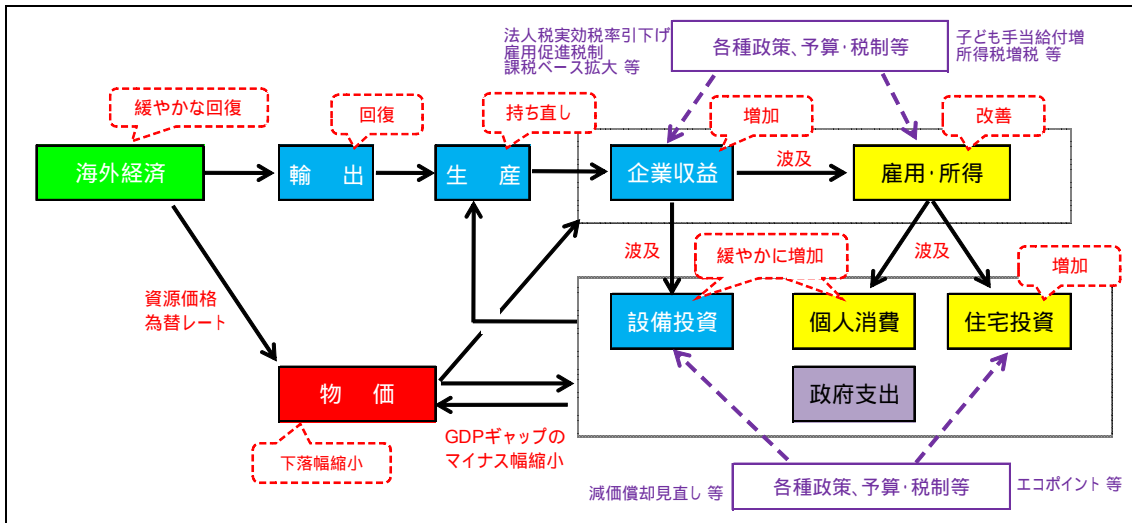 法人税実効税率引下げ
雇用促進税制
課税ベース拡大 等
各種政策、予算・税制等
子ども手当給付増
所得税増税 等
緩やかな回復
回復
持ち直し
増加
改善
海外経済
輸 出
生 産
企業収益
波及
雇用・所得
波及
緩やかに増加
波及
増加
資源価格
為替レート
設備投資
個人消費
住宅投資
物 価
政府支出
下落幅縮小
GDPギャップの
マイナス幅縮小
減価償却見直し 等
各種政策、予算・税制等
エコポイント 等